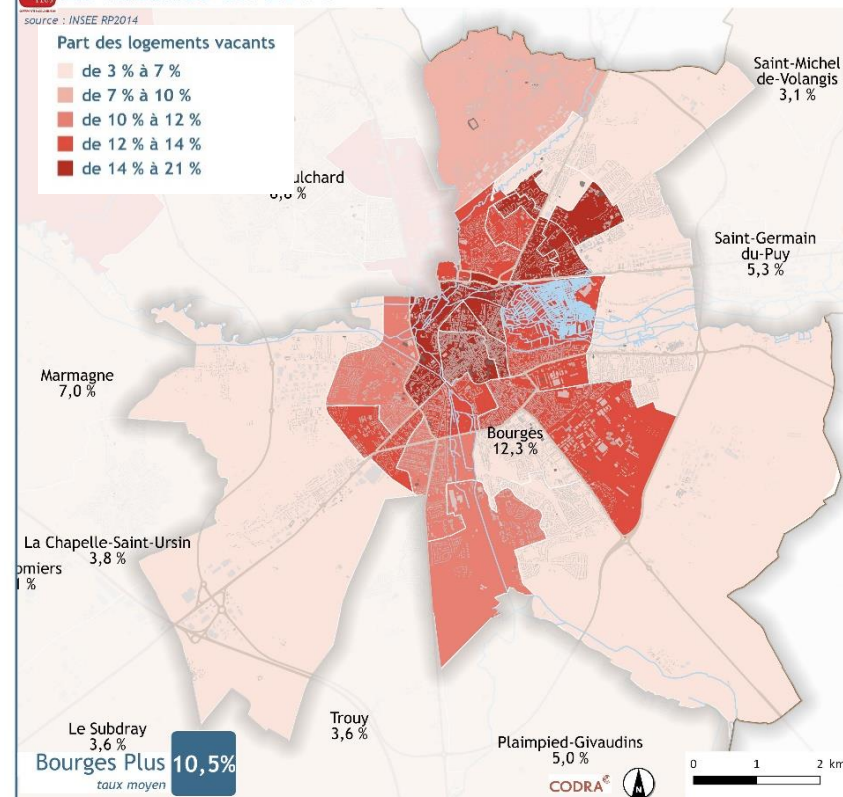 source : INSEE RP2014
Part des logements vacants
de 3 % à 7 %
de 7 % à 10 %
de 10 % à 12 %
de 12 % à 14 %
de 14 % à 21 %
Saint-Michel
de-Volangis
3,1 %
ulchard
Saint-Germain
du-Puy
5,3 %
Marmagne
7,0 %
Bourges
12,3 %
La Chapelle-Saint-Ursin
3,8 %
omiers
%
Trouy
3,6 %
Le Subdray
3,6 %
Plaimpied-Givaudins
5,0 %
Bourges Plus 10,5%
taux moyen
CODRA
N
0 1 2 km